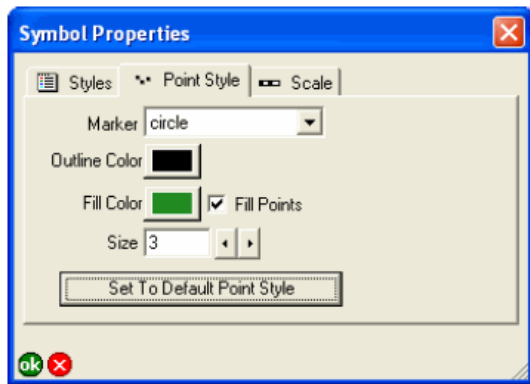 Symbol Properties
Styles Point Style Scale
Marker circle
Outline Color
Fill Color Fill Points
Size 3
Set To Default Point Style
ok